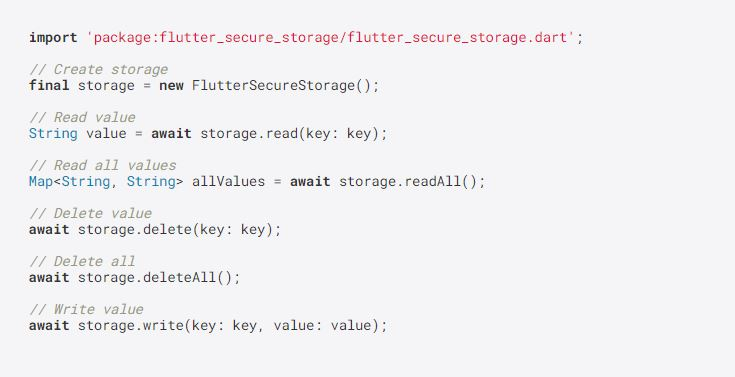 import 'package:flutter_secure_storage/flutter_secure_storage.dart';
// Create storage
final storage = new FlutterSecureStorage();
// Read value
String value = await storage.read(key: key);
// Read all values
Map<String, String> allValues = await storage.readAll();
// Delete value
await storage.delete(key: key);
// Delete all
await storage.deleteAll();
// Write value
await storage.write(key: key, value: value);